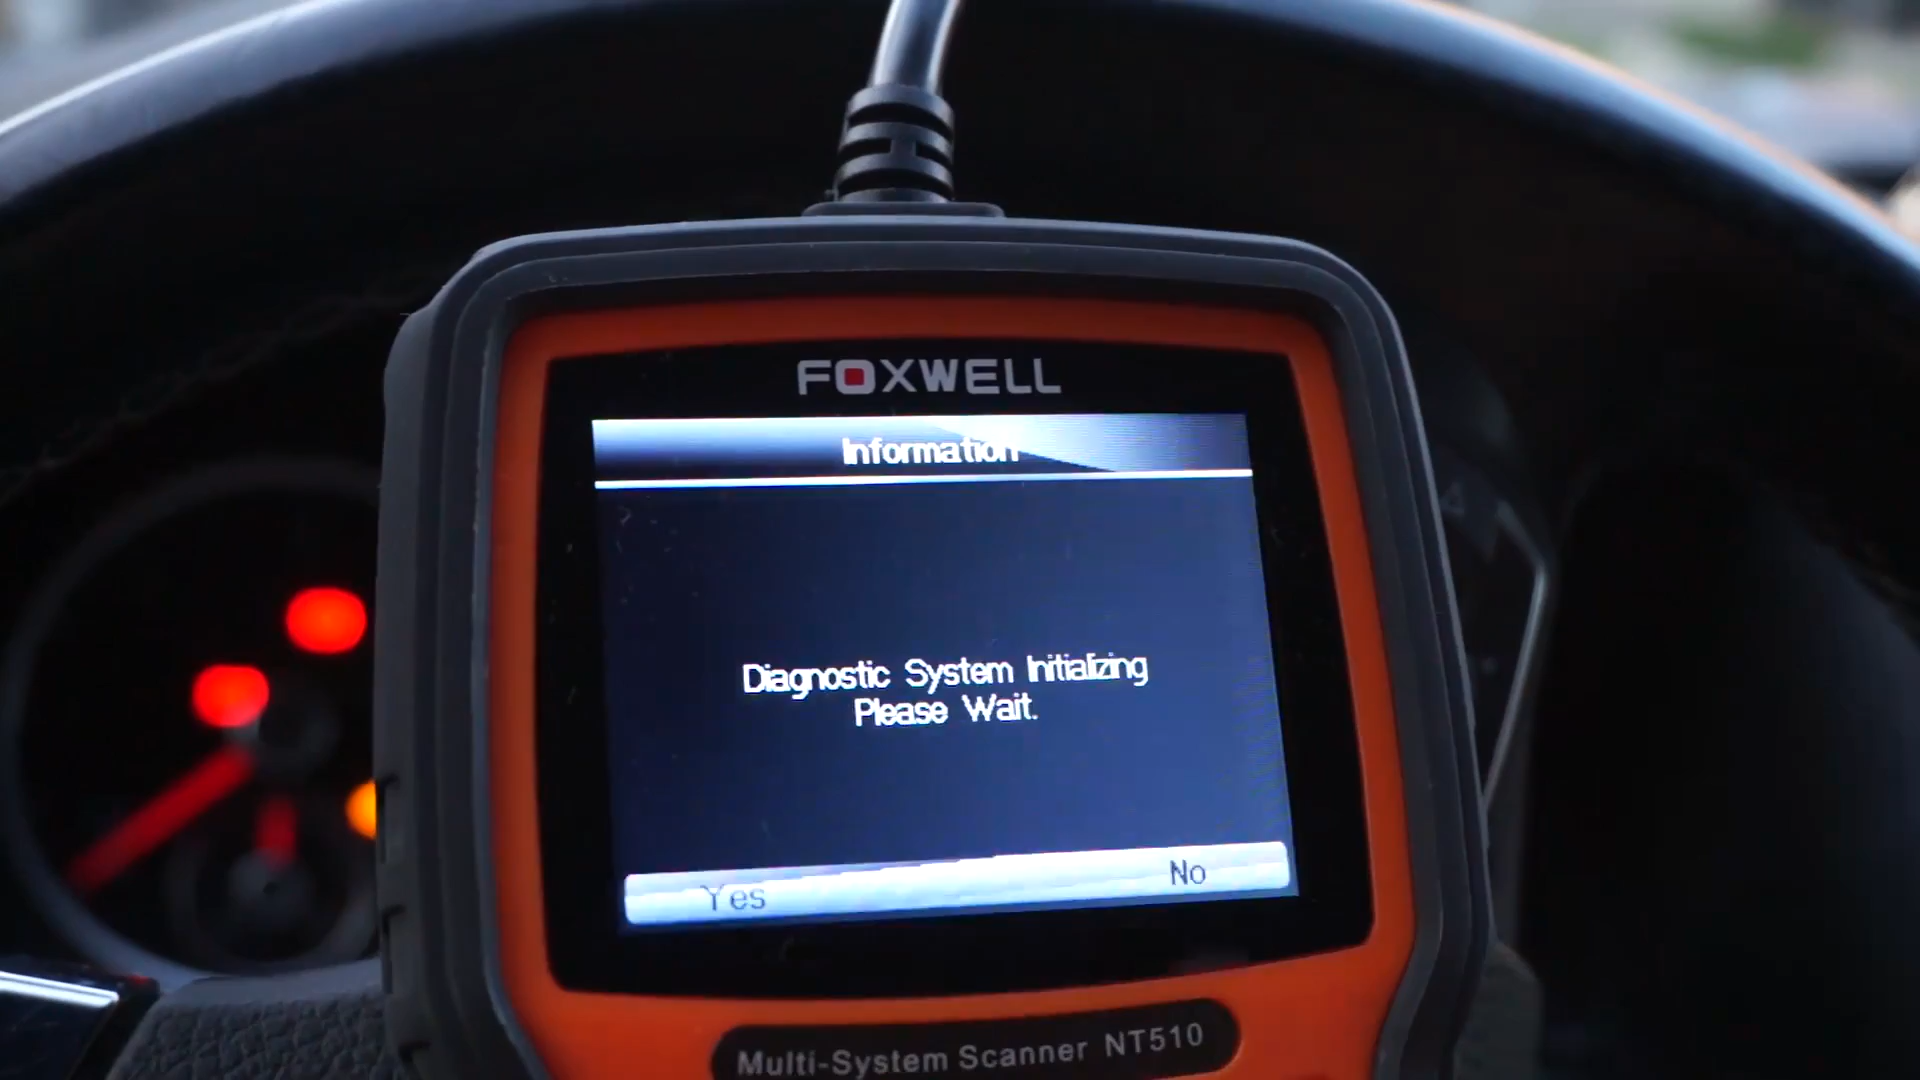 FOXWELL
Information
Diagnostic System Initializing
Please Wait.
Yes No
Multi-System Scanner NT510